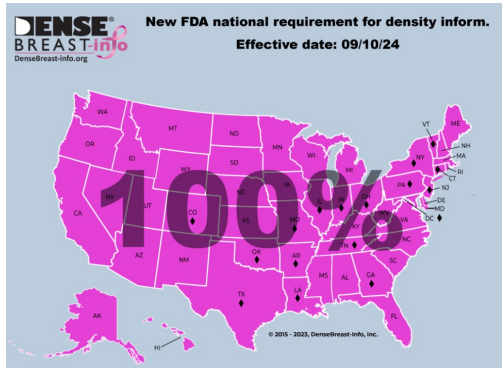 DENSE®
BREAST-info
DenseBreast-info.org
New FDA national requirement for density inform.
Effective date: 09/10/24
100%
WA
OR
CA
NV
ID
MT
WY
UT
AZ
CO
NM
ND
SD
NE
KS
OK
TX
MN
IA
MO
AR
LA
WI
IL
MI
IN
OH
KY
TN
MS
AL
GA
FL
SC
NC
VA
WV
PA
NY
VT
ME
NH
MA
RI
CT
NJ
DE
MD
DC
AK
HI
© 2015 - 2023, DenseBreast-Info, Inc.